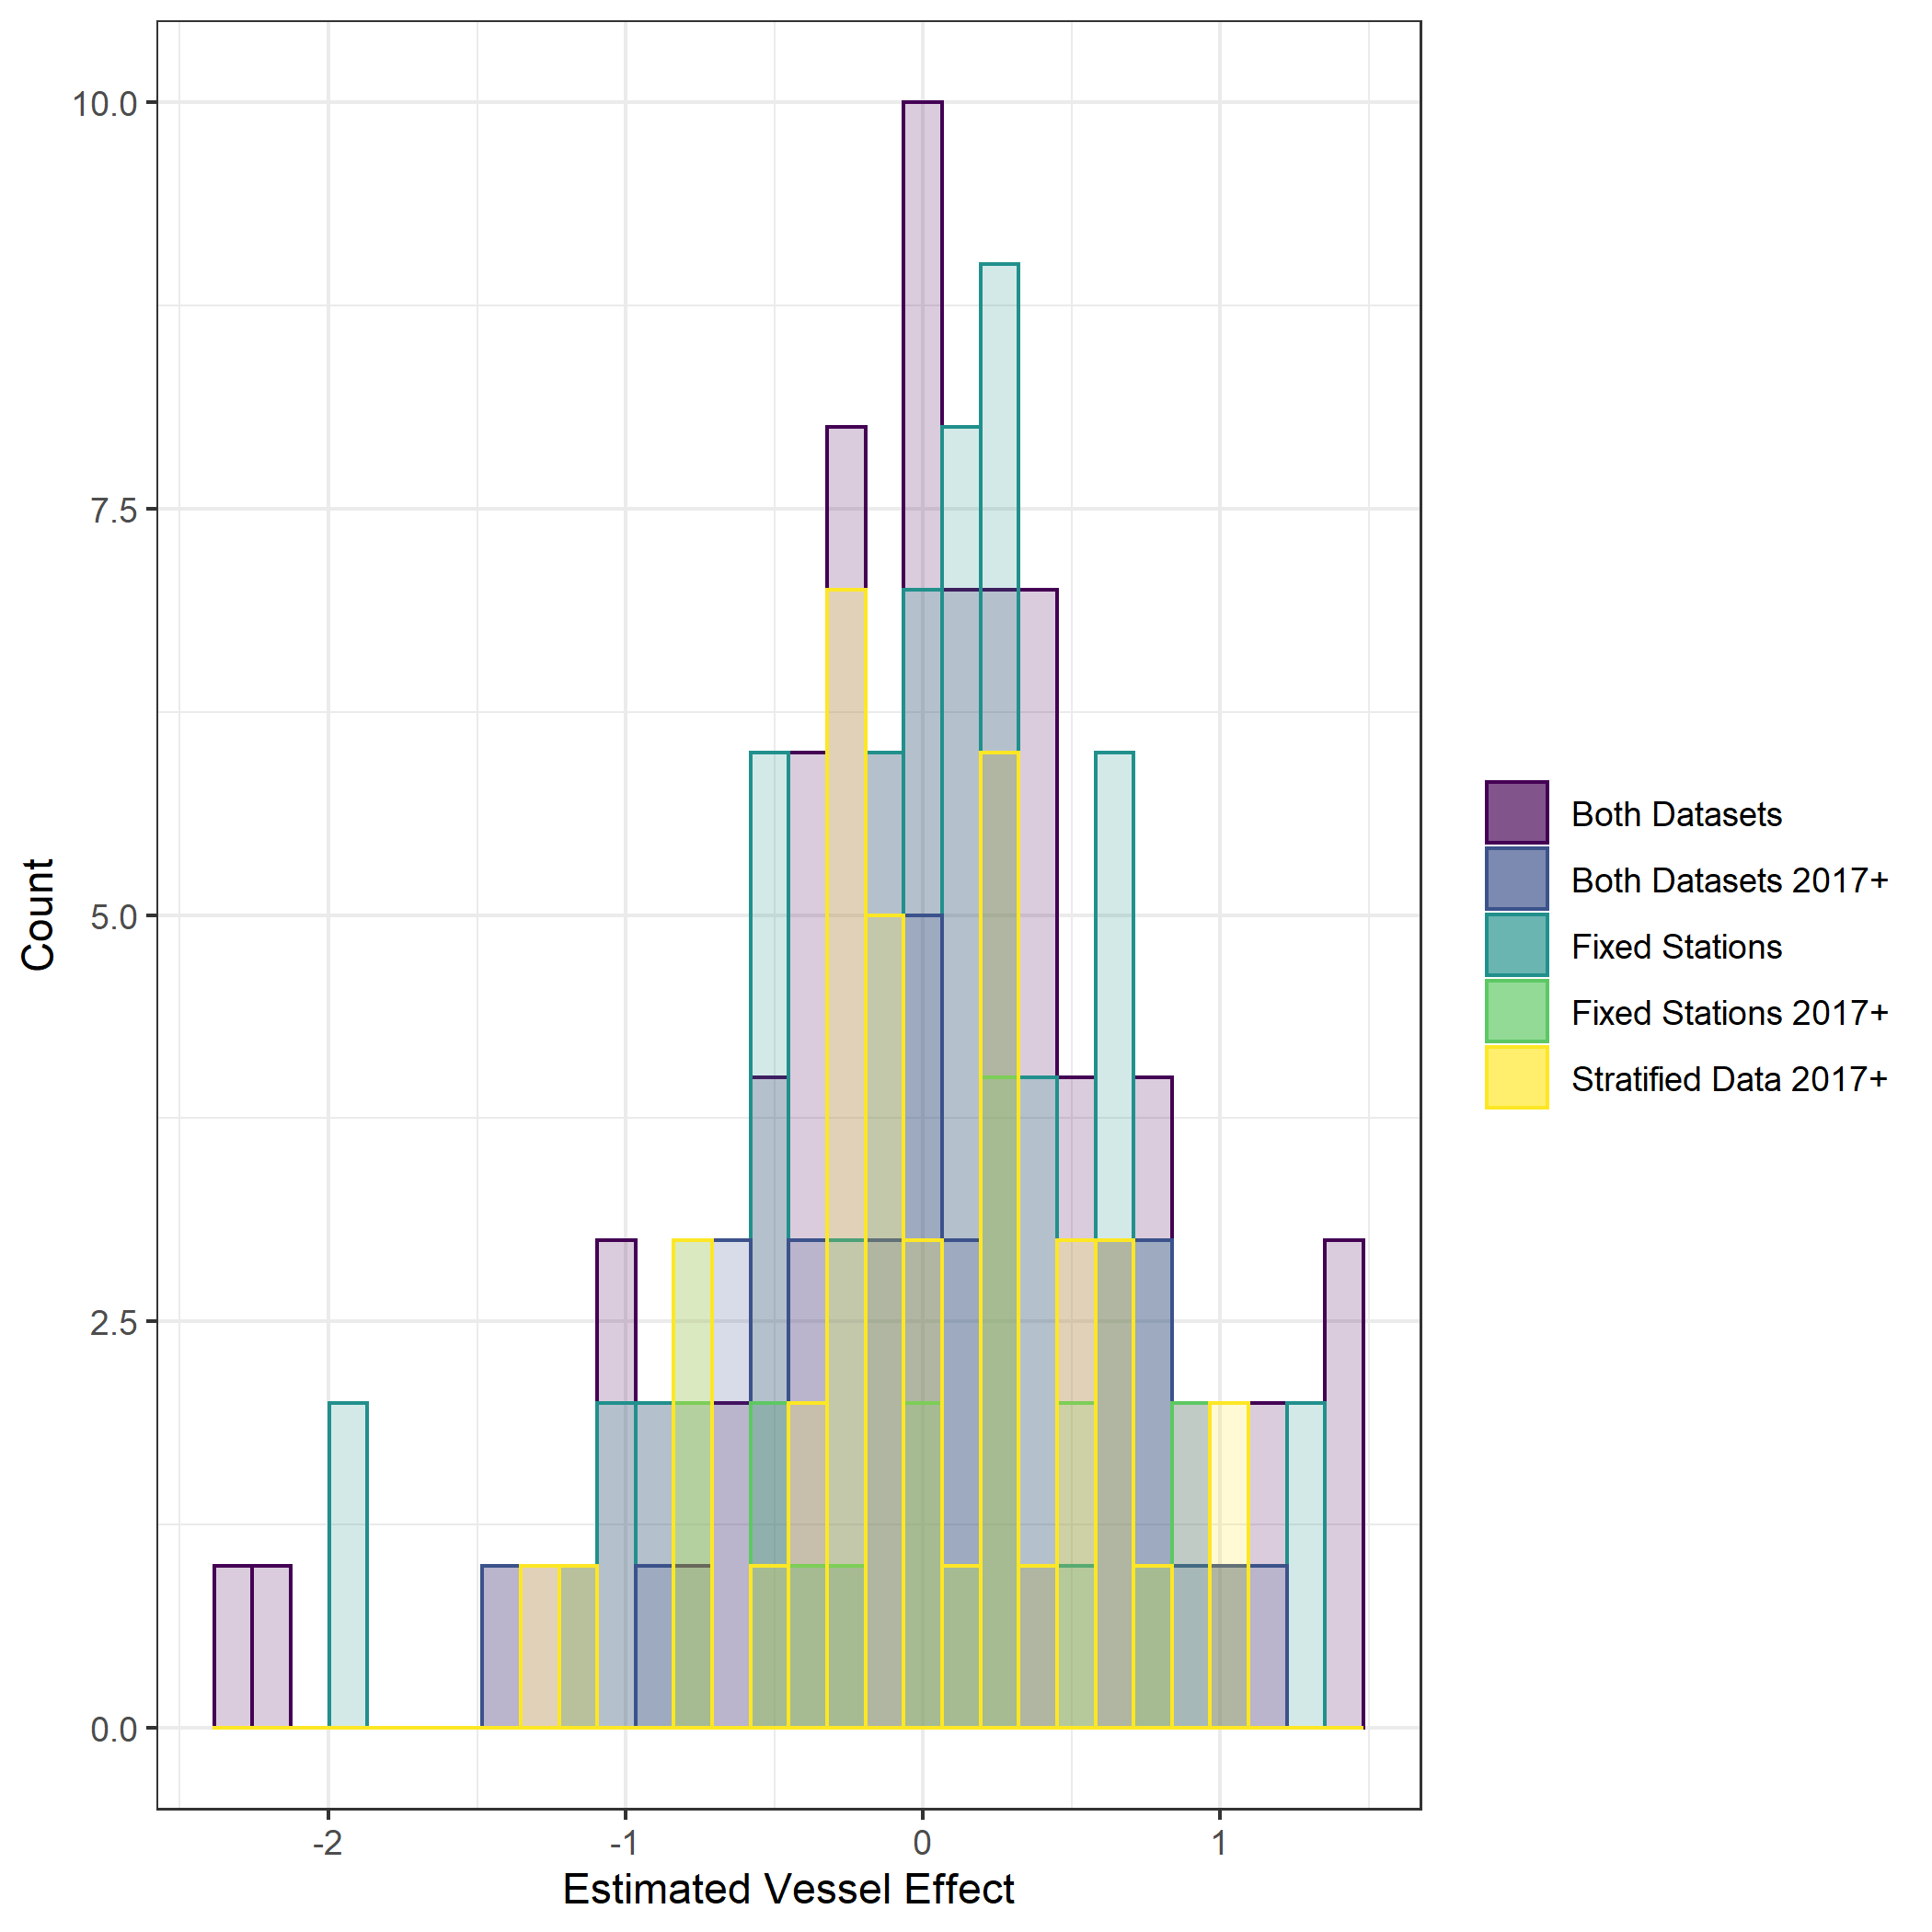 Count
10.0
7.5
5.0
2.5
0.0
-2
-1
0
1
Estimated Vessel Effect
Both Datasets
Both Datasets 2017+
Fixed Stations
Fixed Stations 2017+
Stratified Data 2017+